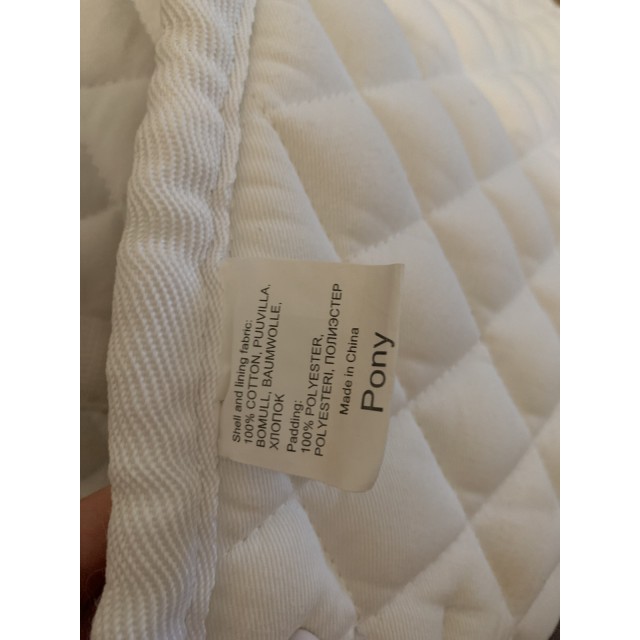 Shell and lining fabric:
100% COTTON, PUUVILLA,
BOMULL, BAUMWOLLE,
ХЛОПОК
Padding:
100% POLYESTER,
POLYESTERI, ПОЛИЭСТЕР
Made in China
Pony